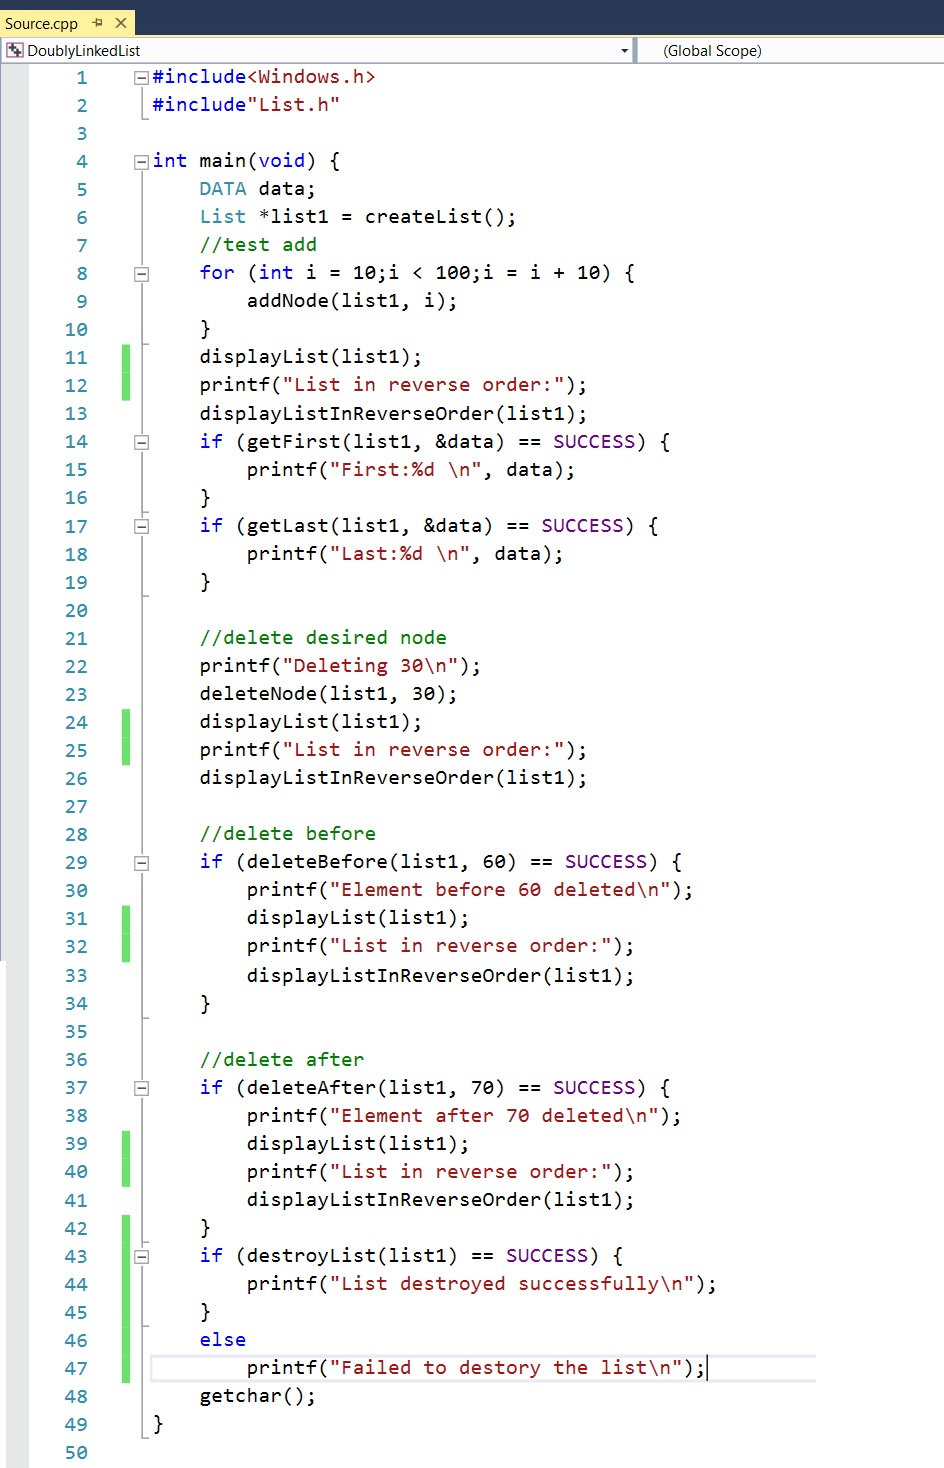 Source.cpp
DoublyLinkedList
(Global Scope)
1 #include<Windows.h>
2 #include"List.h"
3
4 int main(void) {
5     DATA data;
6     List *list1 = createList();
7     //test add
8     for (int i = 10;i < 100;i = i + 10) {
9         addNode(list1, i);
10     }
11     displayList(list1);
12     printf("List in reverse order:");
13     displayListInReverseOrder(list1);
14     if (getFirst(list1, &data) == SUCCESS) {
15         printf("First:%d \n", data);
16     }
17     if (getLast(list1, &data) == SUCCESS) {
18         printf("Last:%d \n", data);
19     }
20
21     //delete desired node
22     printf("Deleting 30\n");
23     deleteNode(list1, 30);
24     displayList(list1);
25     printf("List in reverse order:");
26     displayListInReverseOrder(list1);
27
28     //delete before
29     if (deleteBefore(list1, 60) == SUCCESS) {
30         printf("Element before 60 deleted\n");
31         displayList(list1);
32         printf("List in reverse order:");
33         displayListInReverseOrder(list1);
34     }
35
36     //delete after
37     if (deleteAfter(list1, 70) == SUCCESS) {
38         printf("Element after 70 deleted\n");
39         displayList(list1);
40         printf("List in reverse order:");
41         displayListInReverseOrder(list1);
42     }
43     if (destroyList(list1) == SUCCESS) {
44         printf("List destroyed successfully\n");
45     }
46     else
47         printf("Failed to destory the list\n");
48     getchar();
49 }
50